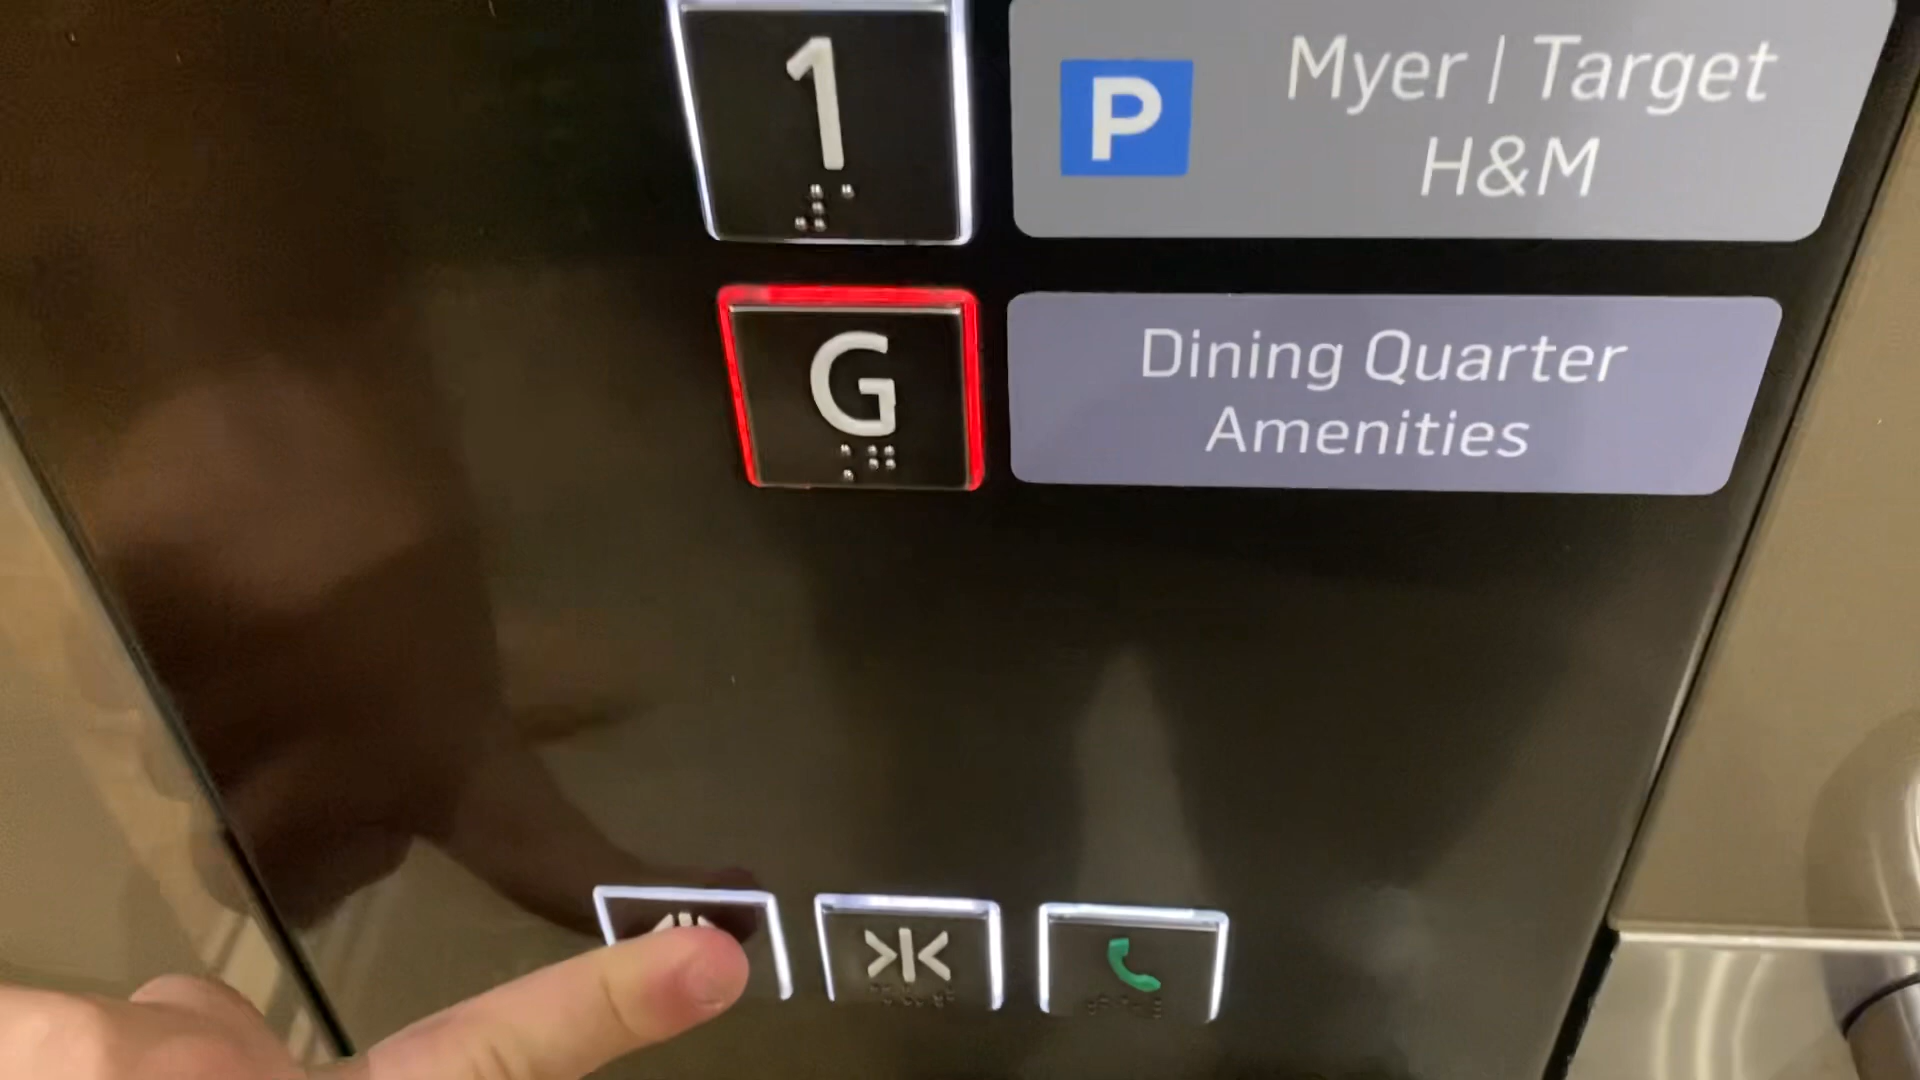 1
P
Myer | Target
H&M
G
Dining Quarter
Amenities
>|<